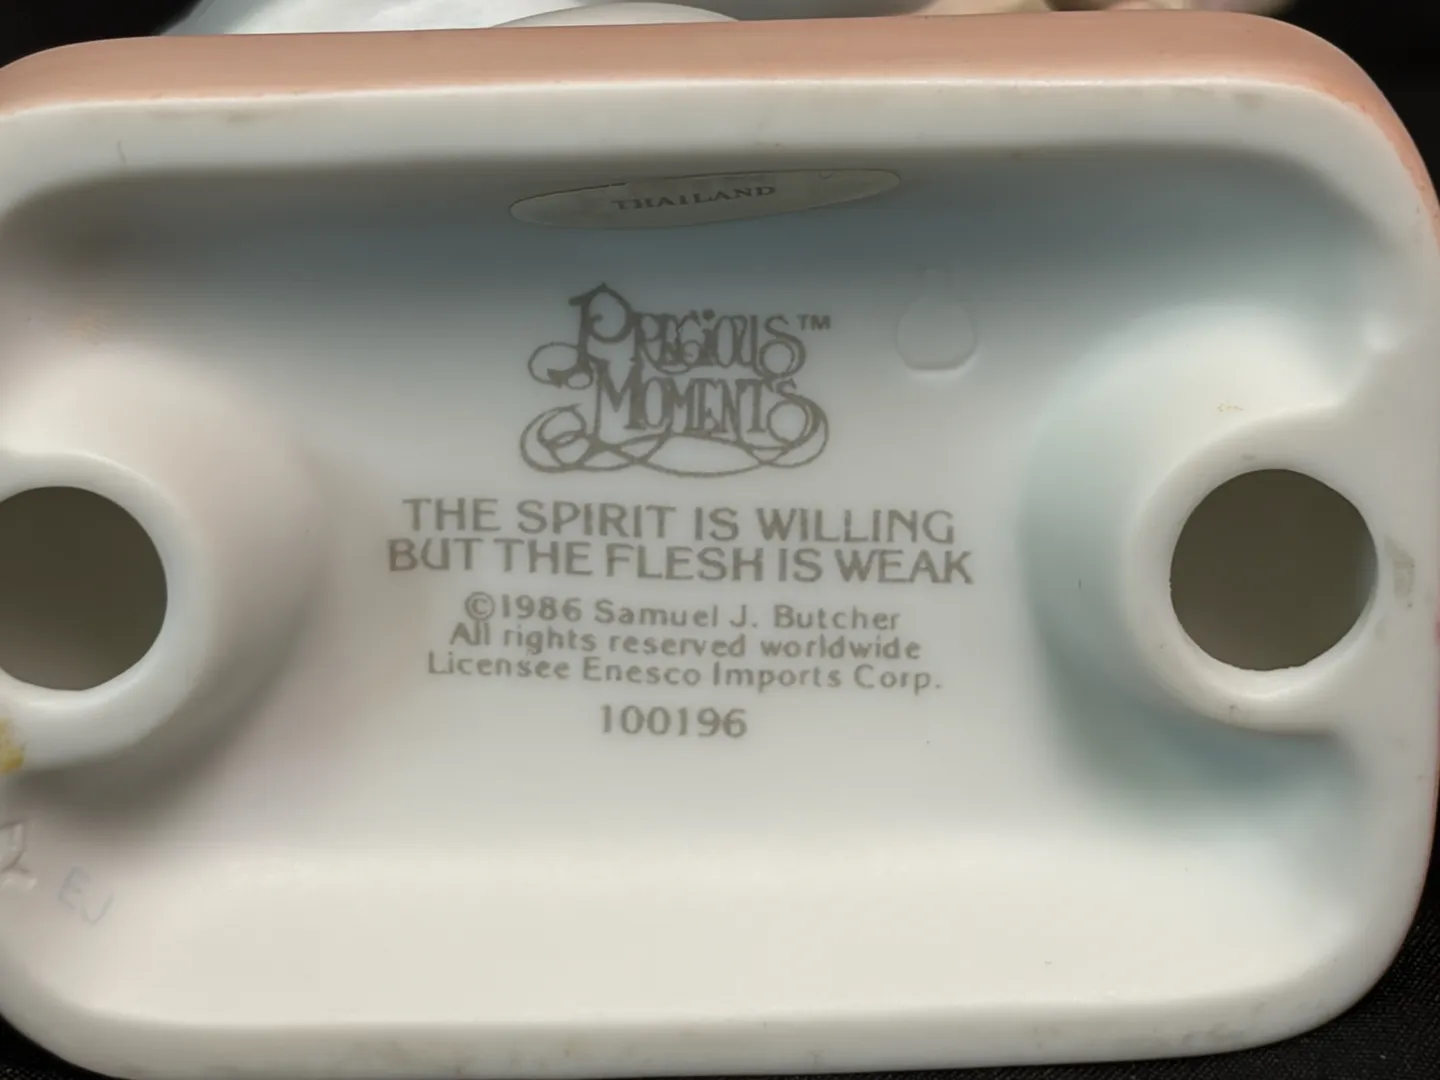 THAILAND
PRECIOUS™
MOMENTS
THE SPIRIT IS WILLING
BUT THE FLESH IS WEAK
©1986 Samuel J. Butcher
All rights reserved worldwide
Licensee Enesco Imports Corp.
100196
EJ